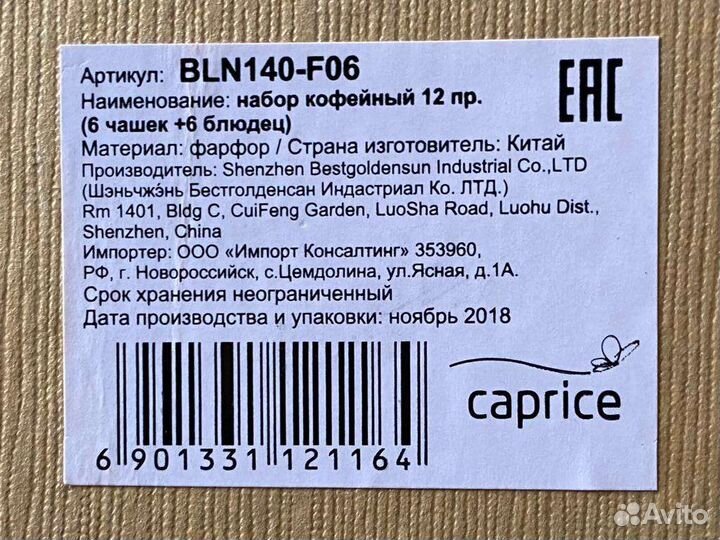 Артикул: BLN140-F06
EAC
Наименование: набор кофейный 12 пр.
(6 чашек +6 блюдец)
Материал: фарфор / Страна изготовитель: Китай
Производитель: Shenzhen Bestgoldensun Industrial Co.,LTD
(Шэньчжэ́нь Бестголденсан Индастриал Ко. ЛТД.)
Rm 1401, Bldg C, CuiFeng Garden, LuoSha Road, Luohu Dist.,
Shenzhen, China
Импортер: ООО «Импорт Консалтинг» 353960,
РФ, г. Новороссийск, с.Цемдолина, ул.Ясная, д.1А.
Срок хранения неограниченный
Дата производства и упаковки: ноябрь 2018
caprice
6 901331 121164
Avito